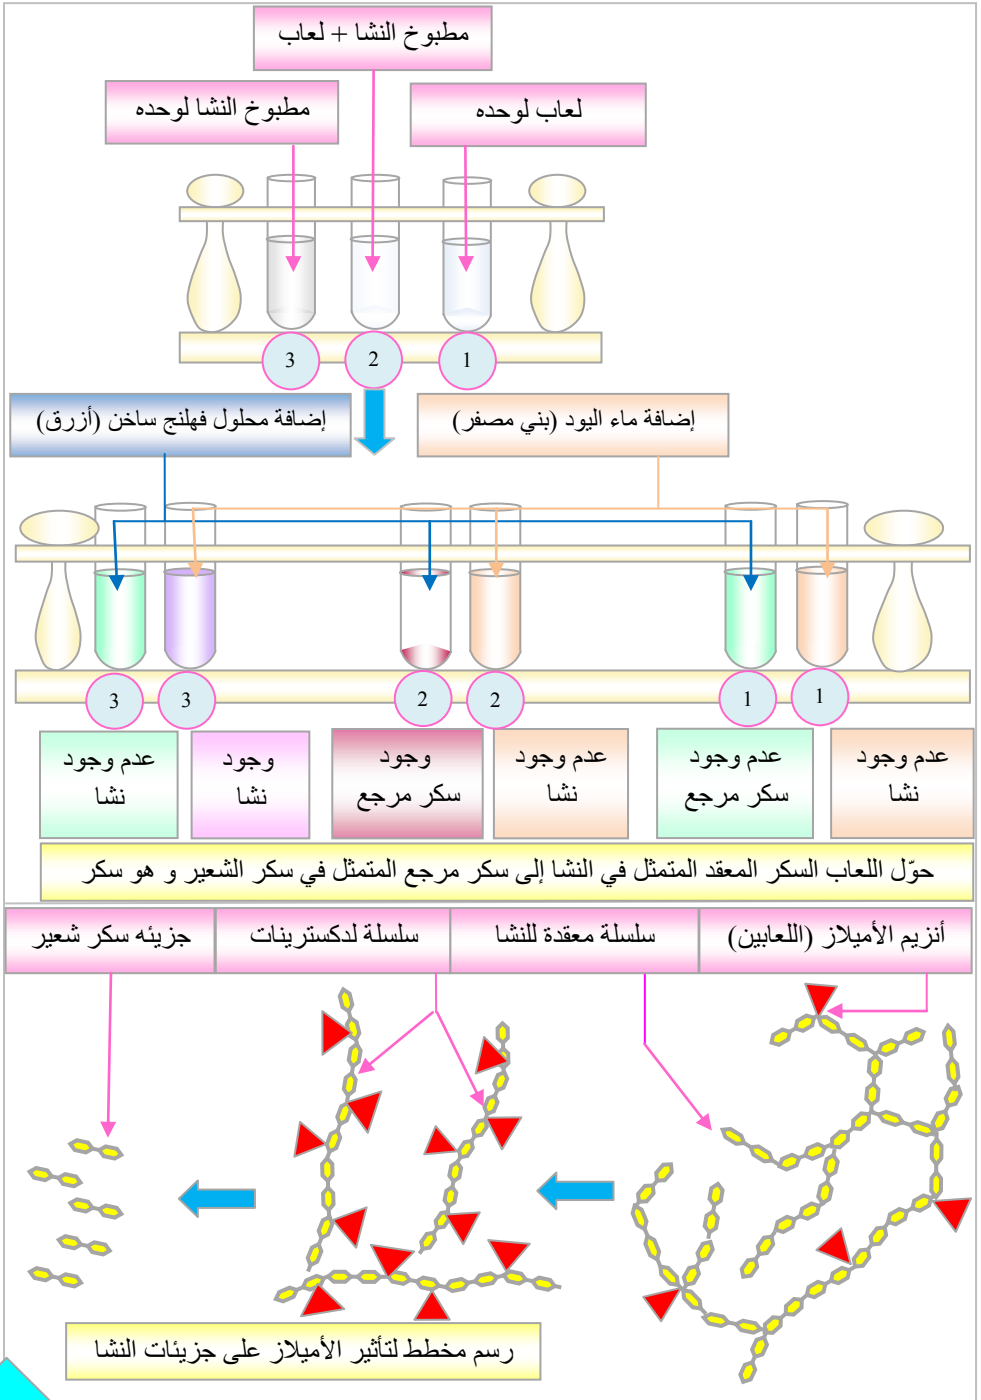 مطبوخ النشا + لعاب
لعاب لوحده
مطبوخ النشا لوحده
1
2
3
إضافة ماء اليود (بني مصفر)
إضافة محلول فهلنج ساخن (أزرق)
1
1
2
2
3
3
عدم وجود
نشا
عدم وجود
سكر مرجع
عدم وجود
نشا
وجود
سكر مرجع
وجود
نشا
عدم وجود
نشا
حوّل اللعاب السكر المعقد المتمثل في النشا إلى سكر مرجع المتمثل في سكر الشعير و هو سكر
أنزيم الأميلاز (اللعابين)
سلسلة معقدة للنشا
سلسلة لدكسترينات
جزيئه سكر شعير
رسم مخطط لتأثير الأميلاز على جزيئات النشا